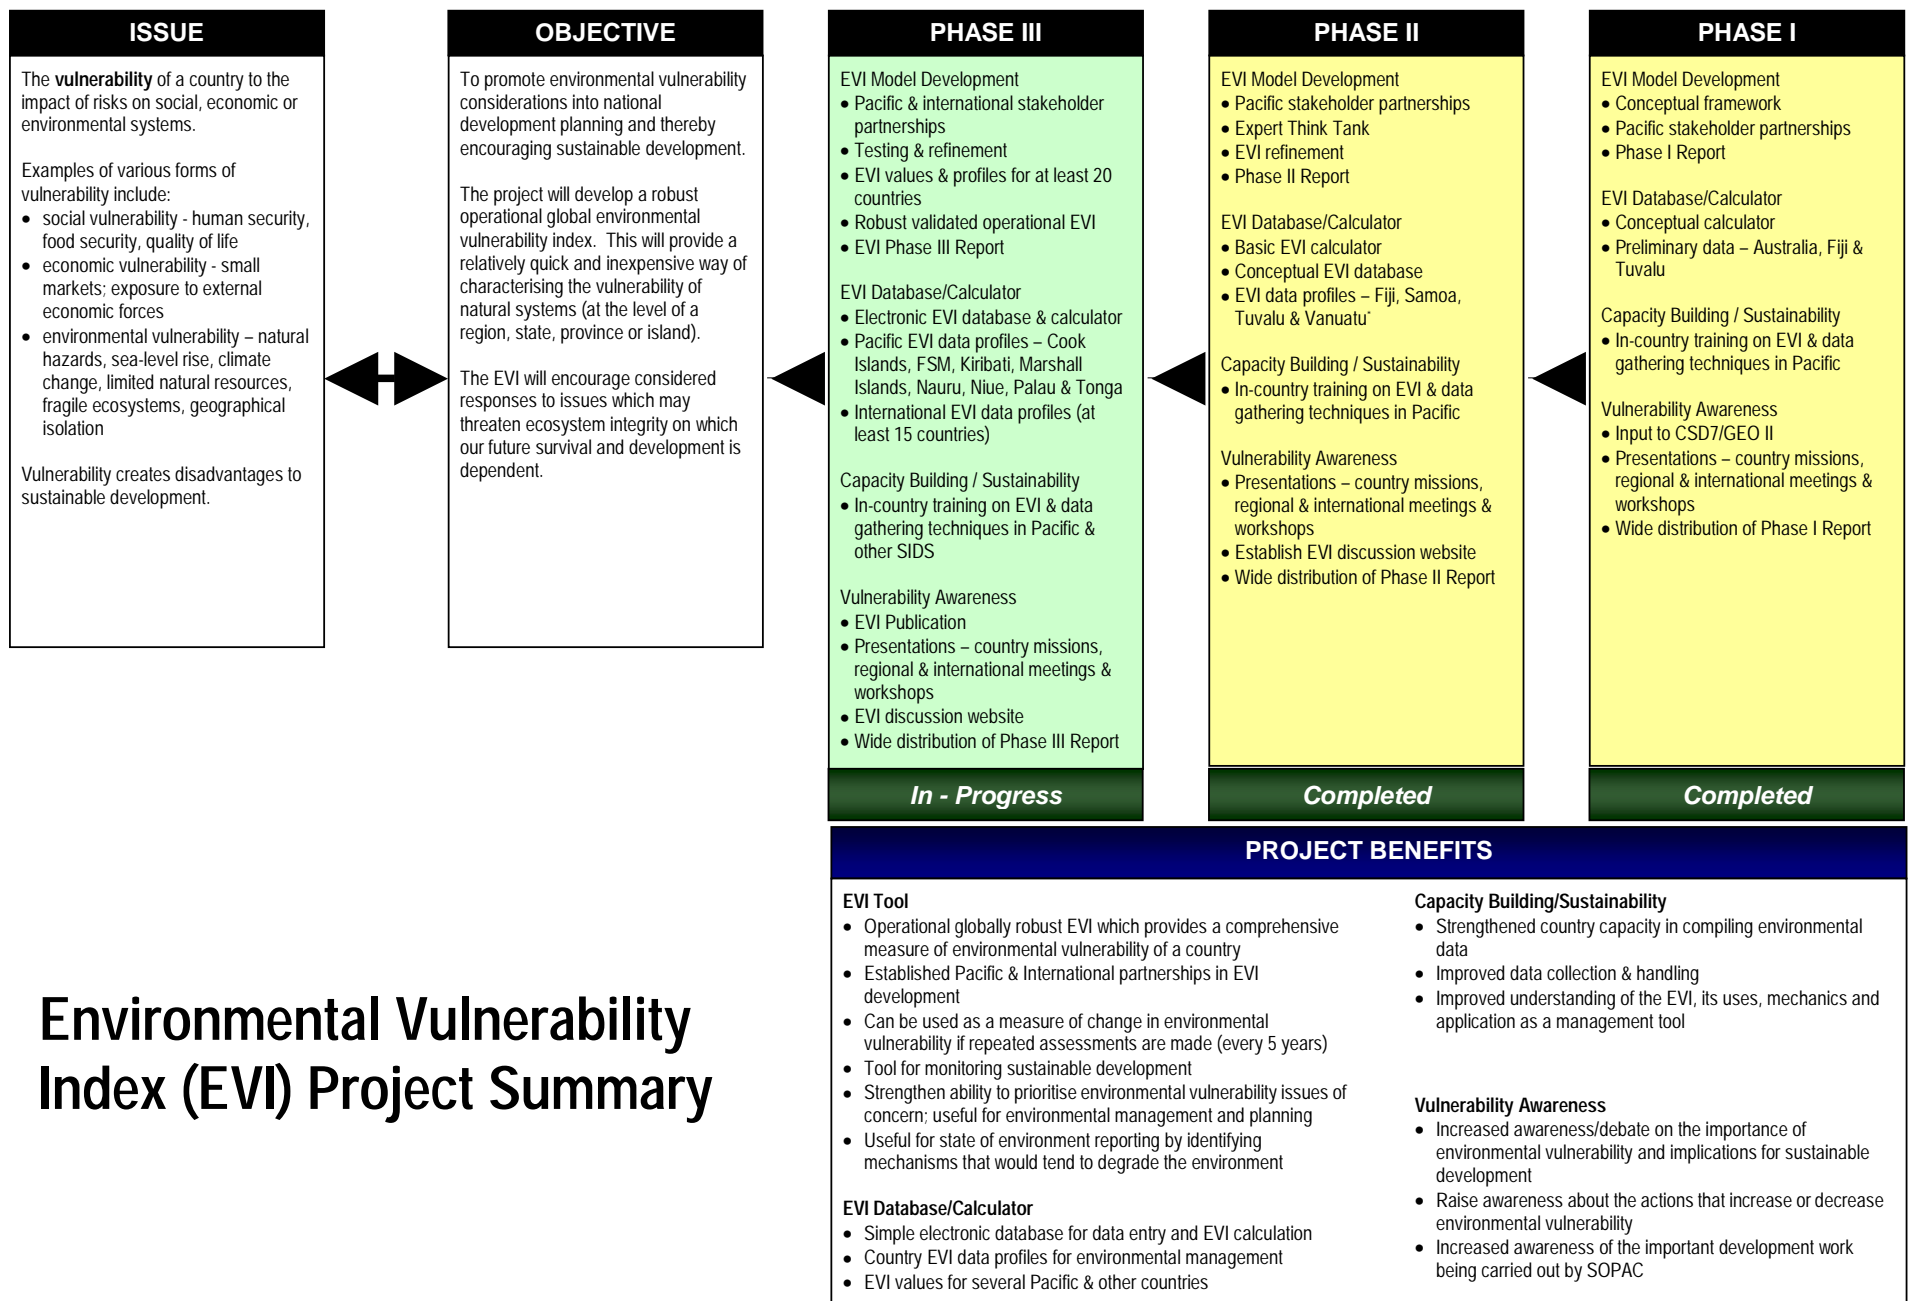 ISSUE
The vulnerability of a country to the
impact of risks on social, economic or
environmental systems.
Examples of various forms of
vulnerability include:
• social vulnerability - human security,
food security, quality of life
• economic vulnerability - small
markets; exposure to external
economic forces
• environmental vulnerability – natural
hazards, sea-level rise, climate
change, limited natural resources,
fragile ecosystems, geographical
isolation
Vulnerability creates disadvantages to
sustainable development.
OBJECTIVE
To promote environmental vulnerability
considerations into national
development planning and thereby
encouraging sustainable development.
The project will develop a robust
operational global environmental
vulnerability index. This will provide a
relatively quick and inexpensive way of
characterising the vulnerability of
natural systems (at the level of a
region, state, province or island).
The EVI will encourage considered
responses to issues which may
threaten ecosystem integrity on which
our future survival and development is
dependent.
PHASE III
EVI Model Development
• Pacific & international stakeholder
partnerships
• Testing & refinement
• EVI values & profiles for at least 20
countries
• Robust validated operational EVI
• EVI Phase III Report
EVI Database/Calculator
• Electronic EVI database & calculator
• Pacific EVI data profiles – Cook
Islands, FSM, Kiribati, Marshall
Islands, Nauru, Niue, Palau & Tonga
• International EVI data profiles (at
least 15 countries)
Capacity Building / Sustainability
• In-country training on EVI & data
gathering techniques in Pacific &
other SIDS
Vulnerability Awareness
• EVI Publication
• Presentations – country missions,
regional & international meetings &
workshops
• EVI discussion website
• Wide distribution of Phase III Report
In - Progress
PHASE II
EVI Model Development
• Pacific stakeholder partnerships
• Expert Think Tank
• EVI refinement
• Phase II Report
EVI Database/Calculator
• Basic EVI calculator
• Conceptual EVI database
• EVI data profiles – Fiji, Samoa,
Tuvalu & Vanuatu*
Capacity Building / Sustainability
• In-country training on EVI & data
gathering techniques in Pacific
Vulnerability Awareness
• Presentations – country missions,
regional & international meetings &
workshops
• Establish EVI discussion website
• Wide distribution of Phase II Report
Completed
PHASE I
EVI Model Development
• Conceptual framework
• Pacific stakeholder partnerships
• Phase I Report
EVI Database/Calculator
• Conceptual calculator
• Preliminary data – Australia, Fiji &
Tuvalu
Capacity Building / Sustainability
• In-country training on EVI & data
gathering techniques in Pacific
Vulnerability Awareness
• Input to CSD7/GEO II
• Presentations – country missions,
regional & international meetings &
workshops
• Wide distribution of Phase I Report
Completed
Environmental Vulnerability
Index (EVI) Project Summary
PROJECT BENEFITS
EVI Tool
• Operational globally robust EVI which provides a comprehensive
measure of environmental vulnerability of a country
• Established Pacific & International partnerships in EVI
development
• Can be used as a measure of change in environmental
vulnerability if repeated assessments are made (every 5 years)
• Tool for monitoring sustainable development
• Strengthen ability to prioritise environmental vulnerability issues of
concern; useful for environmental management and planning
• Useful for state of environment reporting by identifying
mechanisms that would tend to degrade the environment
EVI Database/Calculator
• Simple electronic database for data entry and EVI calculation
• Country EVI data profiles for environmental management
• EVI values for several Pacific & other countries
Capacity Building/Sustainability
• Strengthened country capacity in compiling environmental
data
• Improved data collection & handling
• Improved understanding of the EVI, its uses, mechanics and
application as a management tool
Vulnerability Awareness
• Increased awareness/debate on the importance of
environmental vulnerability and implications for sustainable
development
• Raise awareness about the actions that increase or decrease
environmental vulnerability
• Increased awareness of the important development work
being carried out by SOPAC